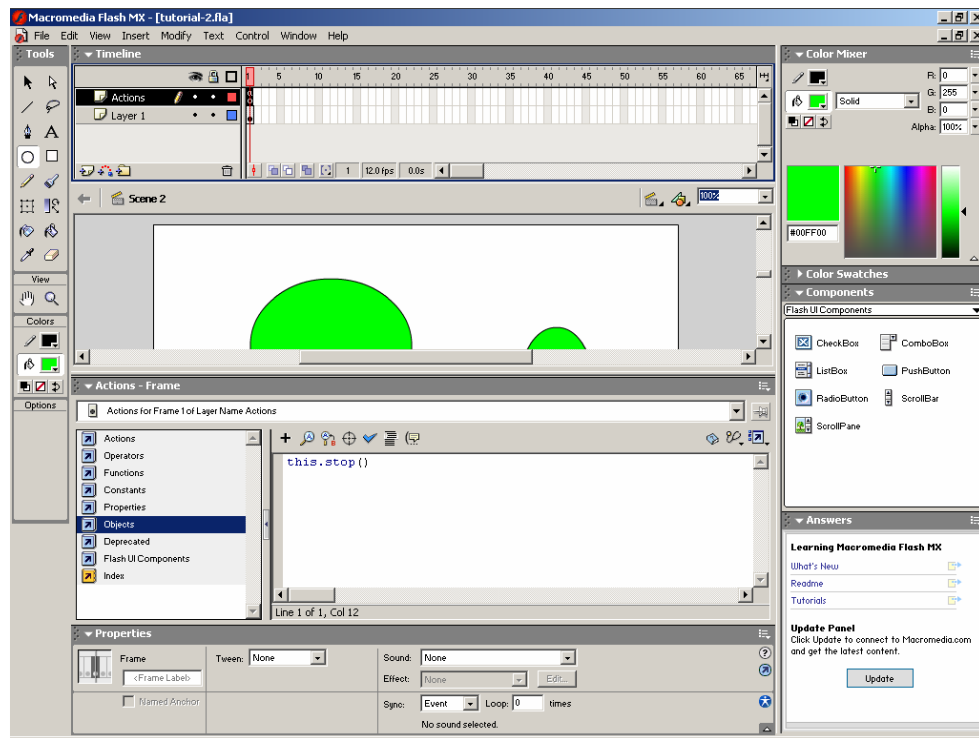 Macromedia Flash MX - [tutorial-2.fla]
File Edit View Insert Modify Text Control Window Help
Tools
Timeline
1 5 10 15 20 25 30 35 40 45 50 55 60 65
Actions
Layer 1
1 12.0 fps 0.0s
Scene 2
100%
View
Colors
Options
Actions - Frame
Actions for Frame 1 of Layer Name Actions
Actions
Operators
Functions
Constants
Properties
Objects
Deprecated
Flash UI Components
Index
this.stop()
Line 1 of 1, Col 12
Properties
Frame
<Frame Label>
Named Anchor
Tween: None
Sound: None
Effect: None Edit...
Sync: Event Loop: 0 times
No sound selected.
Color Mixer
Solid
R: 0
G: 255
B: 0
Alpha: 100%
#00FF00
Color Swatches
Components
Flash UI Components
CheckBox ComboBox
ListBox PushButton
RadioButton ScrollBar
ScrollPane
Answers
Learning Macromedia Flash MX
What's New
Readme
Tutorials
Update Panel
Click Update to connect to Macromedia.com
and get the latest content.
Update